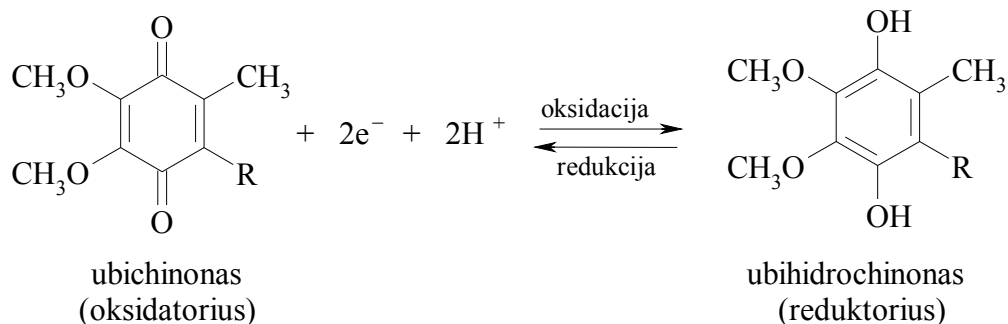 O OH
CH₃O CH₃ CH₃O CH₃
+ 2e⁻ + 2H⁺ oksidacija
redukcija
CH₃O R CH₃O R
O OH
ubichinonas ubihidrochinonas
(oksidatorius) (reduktorius)